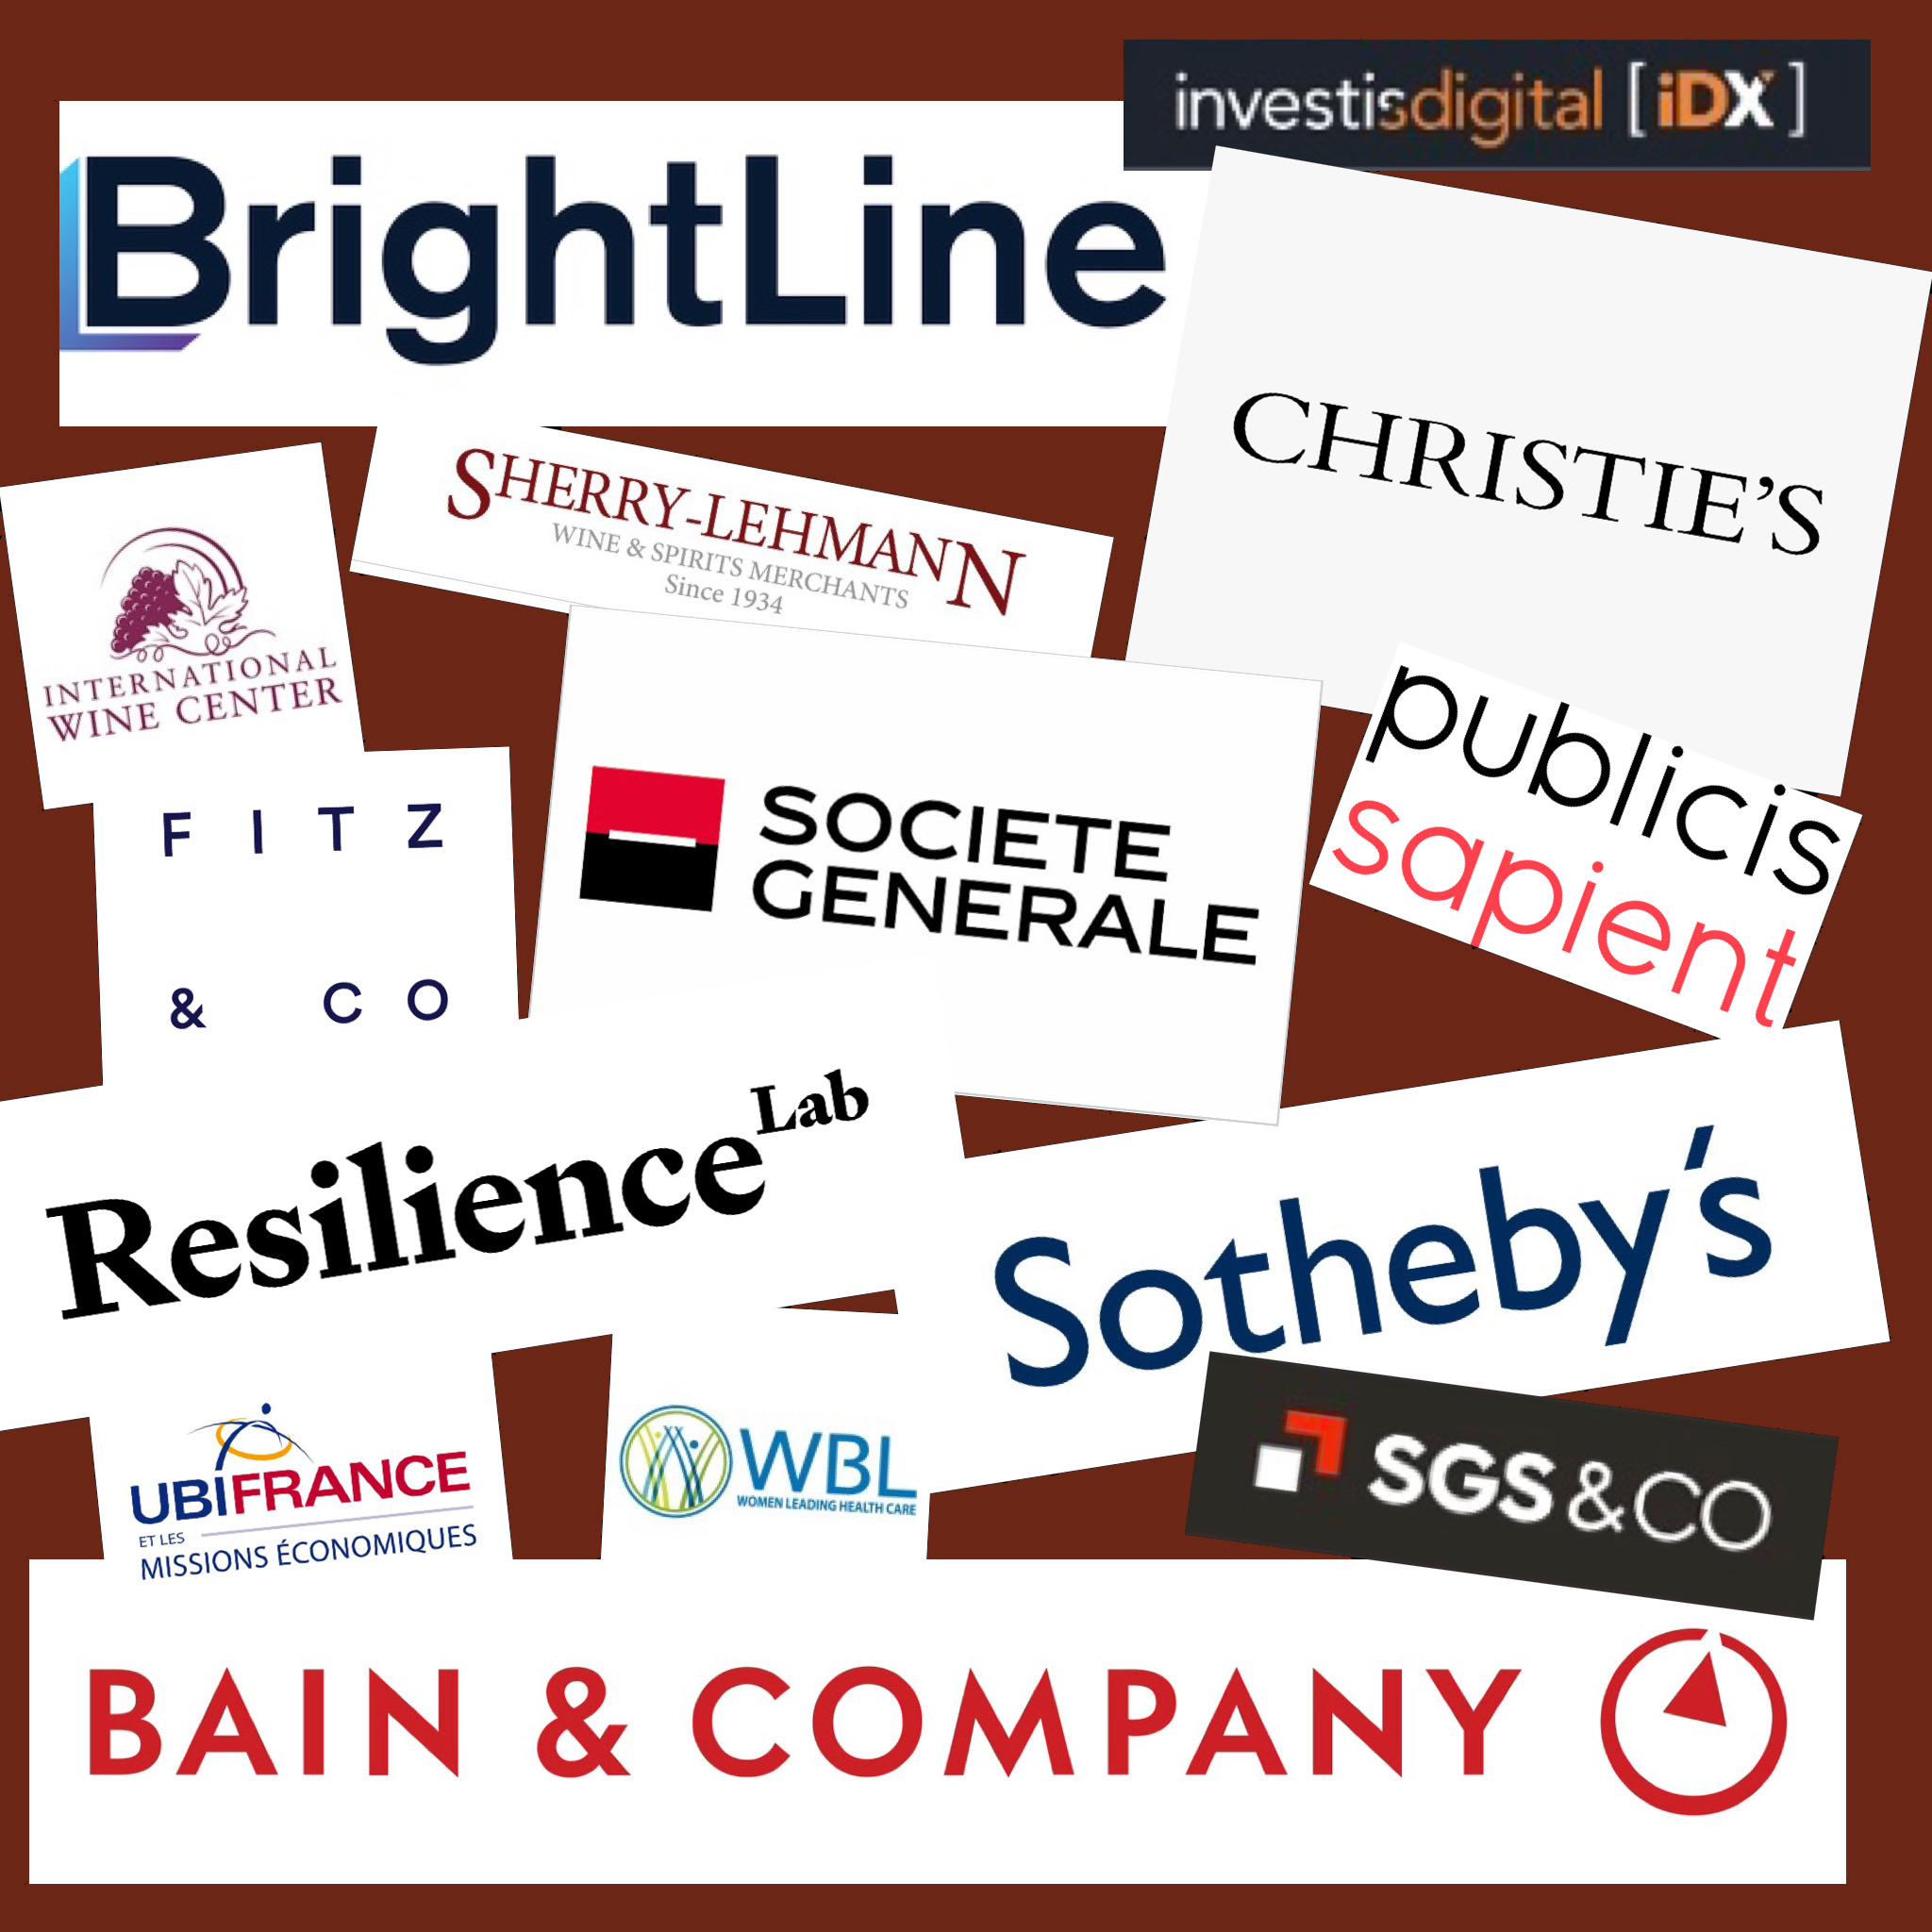 investisdigital [iDX]
BrightLine
CHRISTIE'S
SHERRY-LEHMANN
WINE & SPIRITS MERCHANTS
Since 1934
INTERNATIONAL
WINE CENTER
publicis
sapient
FITZ
& CO
SOCIETE
GENERALE
Resilience Lab
Sotheby's
UBIFRANCE
ET LES
MISSIONS ÉCONOMIQUES
WBL
WOMEN LEADING HEALTH CARE
SGS & CO
BAIN & COMPANY